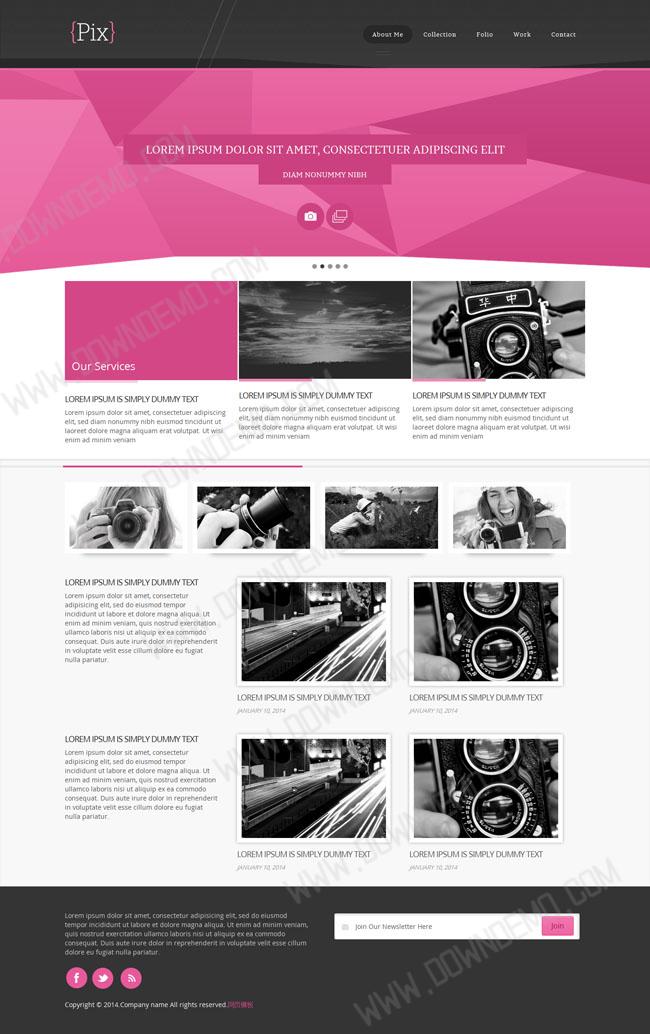 {Pix}
About Me
Collection
Folio
Work
Contact
LOREM IPSUM DOLOR SIT AMET, CONSECTETUER ADIPISCING ELIT
DIAM NONUMMY NIBH
Our Services
LOREM IPSUM IS SIMPLY DUMMY TEXT
Lorem ipsum dolor sit amet, consectetuer adipiscing
elit, sed diam nonummy nibh euismod tincidunt ut
laoreet dolore magna aliquam erat volutpat. Ut wisi
enim ad minim veniam
华中
LOREM IPSUM IS SIMPLY DUMMY TEXT
Lorem ipsum dolor sit amet, consectetuer adipiscing
elit, sed diam nonummy nibh euismod tincidunt ut
laoreet dolore magna aliquam erat volutpat. Ut wisi
enim ad minim veniam
LOREM IPSUM IS SIMPLY DUMMY TEXT
Lorem ipsum dolor sit amet, consectetuer adipiscing
elit, sed diam nonummy nibh euismod tincidunt ut
laoreet dolore magna aliquam erat volutpat. Ut wisi
enim ad minim veniam
LOREM IPSUM IS SIMPLY DUMMY TEXT
Lorem ipsum dolor sit amet, consectetur
adipisicing elit, sed do eiusmod tempor
incididunt ut labore et dolore magna aliqua. Ut
enim ad minim veniam, quis nostrud exercitation
ullamco laboris nisi ut aliquip ex ea commodo
consequat. Duis aute irure dolor in reprehenderit
in voluptate velit esse cillum dolore eu fugiat
nulla pariatur.
LOREM IPSUM IS SIMPLY DUMMY TEXT
JANUARY 10, 2014
LOREM IPSUM IS SIMPLY DUMMY TEXT
JANUARY 10, 2014
LOREM IPSUM IS SIMPLY DUMMY TEXT
Lorem ipsum dolor sit amet, consectetur
adipisicing elit, sed do eiusmod tempor
incididunt ut labore et dolore magna aliqua. Ut
enim ad minim veniam, quis nostrud exercitation
ullamco laboris nisi ut aliquip ex ea commodo
consequat. Duis aute irure dolor in reprehenderit
in voluptate velit esse cillum dolore eu fugiat
nulla pariatur.
LOREM IPSUM IS SIMPLY DUMMY TEXT
JANUARY 10, 2014
LOREM IPSUM IS SIMPLY DUMMY TEXT
JANUARY 10, 2014
Lorem ipsum dolor sit amet, consectetur adipisicing elit, sed do eiusmod
tempor incididunt ut labore et dolore magna aliqua. Ut enim ad minim veniam,
quis nostrud exercitation ullamco laboris nisi ut aliquip ex ea commodo
consequat. Duis aute irure dolor in reprehenderit in voluptate velit esse cillum
dolore eu fugiat nulla pariatur.
Join Our Newsletter Here
Join
Copyright © 2014.Company name All rights reserved.
WWW.DOWNDEMO.COM